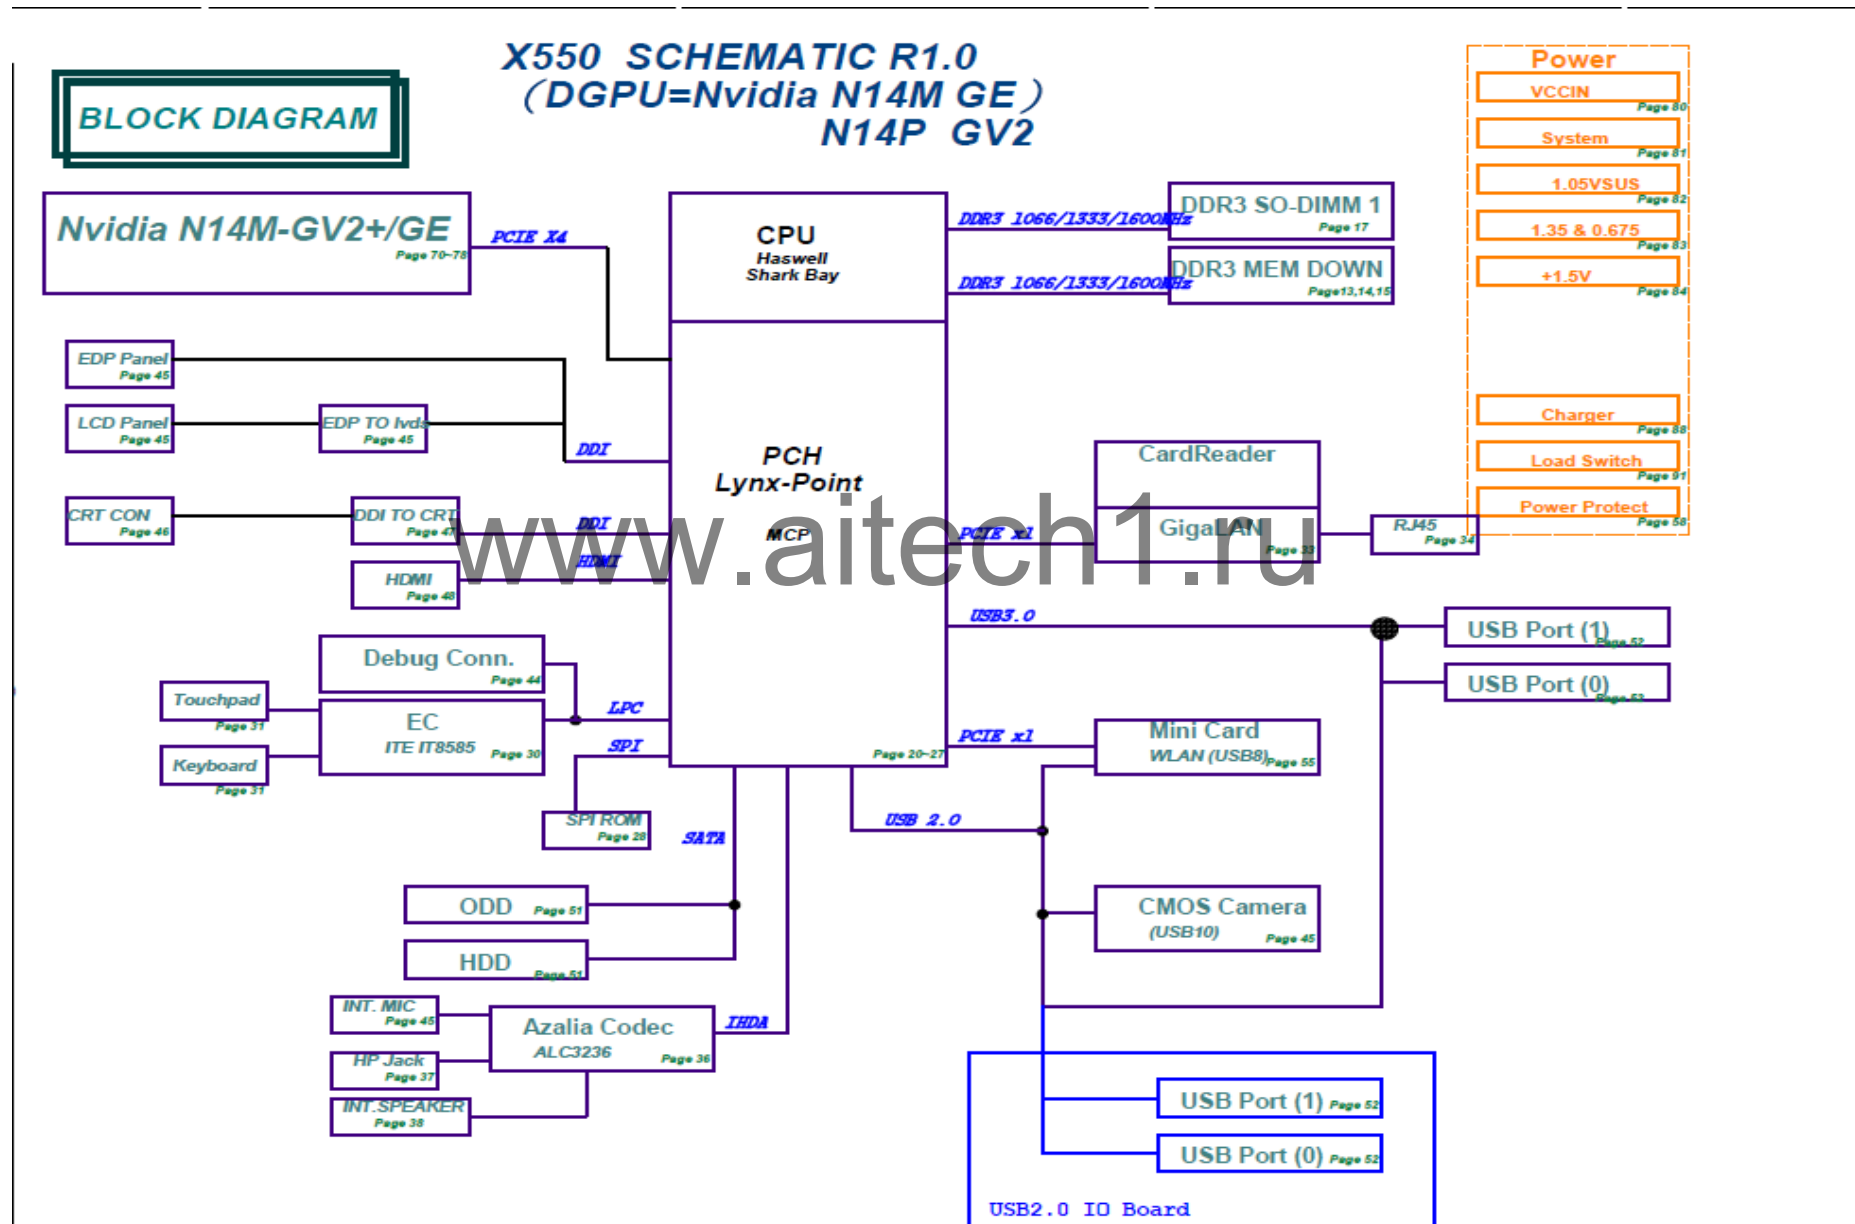 X550 SCHEMATIC R1.0
(DGPU=Nvidia N14M GE)
N14P GV2
BLOCK DIAGRAM
Power
VCCIN
Page 80
System
Page 81
1.05VSUS
Page 82
1.35 & 0.675
Page 83
+1.5V
Page 84
Charger
Page 88
Load Switch
Page 91
Power Protect
Page 58
Nvidia N14M-GV2+/GE
Page 70~78
PCIE X4
CPU
Haswell
Shark Bay
DDR3 1066/1333/1600MHz
DDR3 SO-DIMM 1
Page 17
DDR3 1066/1333/1600MHz
DDR3 MEM DOWN
Page13,14,15
EDP Panel
Page 45
LCD Panel
Page 45
EDP TO lvds
Page 45
DDI
PCH
Lynx-Point
MCP
Page 20~27
CRT CON
Page 46
DDI TO CRT
Page 47
DDI
HDMI
HDMI
Page 48
www.aitech1.ru
PCIE x1
CardReader
GigaLAN
Page 33
RJ45
Page 34
USB3.0
USB Port (1)
Page 52
USB Port (0)
Page 53
Debug Conn.
Page 44
Touchpad
Page 31
EC
ITE IT8585
Page 30
Keyboard
Page 31
LPC
SPI
SPI ROM
Page 28
PCIE x1
Mini Card
WLAN (USB8)
Page 55
USB 2.0
SATA
ODD
Page 51
HDD
Page 51
CMOS Camera
(USB10)
Page 45
INT. MIC
Page 45
HP Jack
Page 37
INT.SPEAKER
Page 38
Azalia Codec
ALC3236
Page 36
IHDA
USB Port (1) Page 52
USB Port (0) Page 52
USB2.0 IO Board